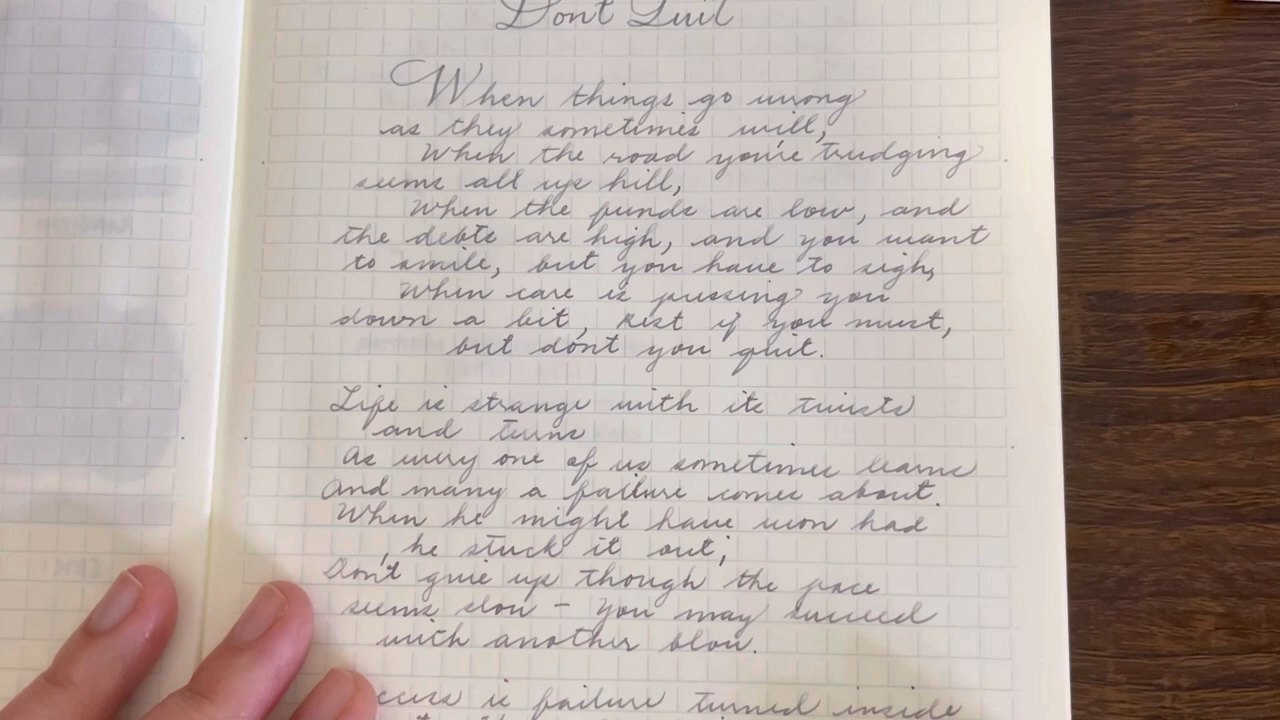 Don't Quit
When things go wrong
as they sometimes will,
When the road you're trudging
seems all up hill,
When the funds are low, and
the debts are high, and you want
to smile, but you have to sigh,
When care is pressing you
down a bit, Rest if you must,
but don't you quit.
Life is strange with its twists
and turns
As every one of us sometimes learns
And many a failure comes about.
When he might have won had
he stuck it out;
Don't give up though the pace
seems slow - You may succeed
with another blow.
is failure turned inside